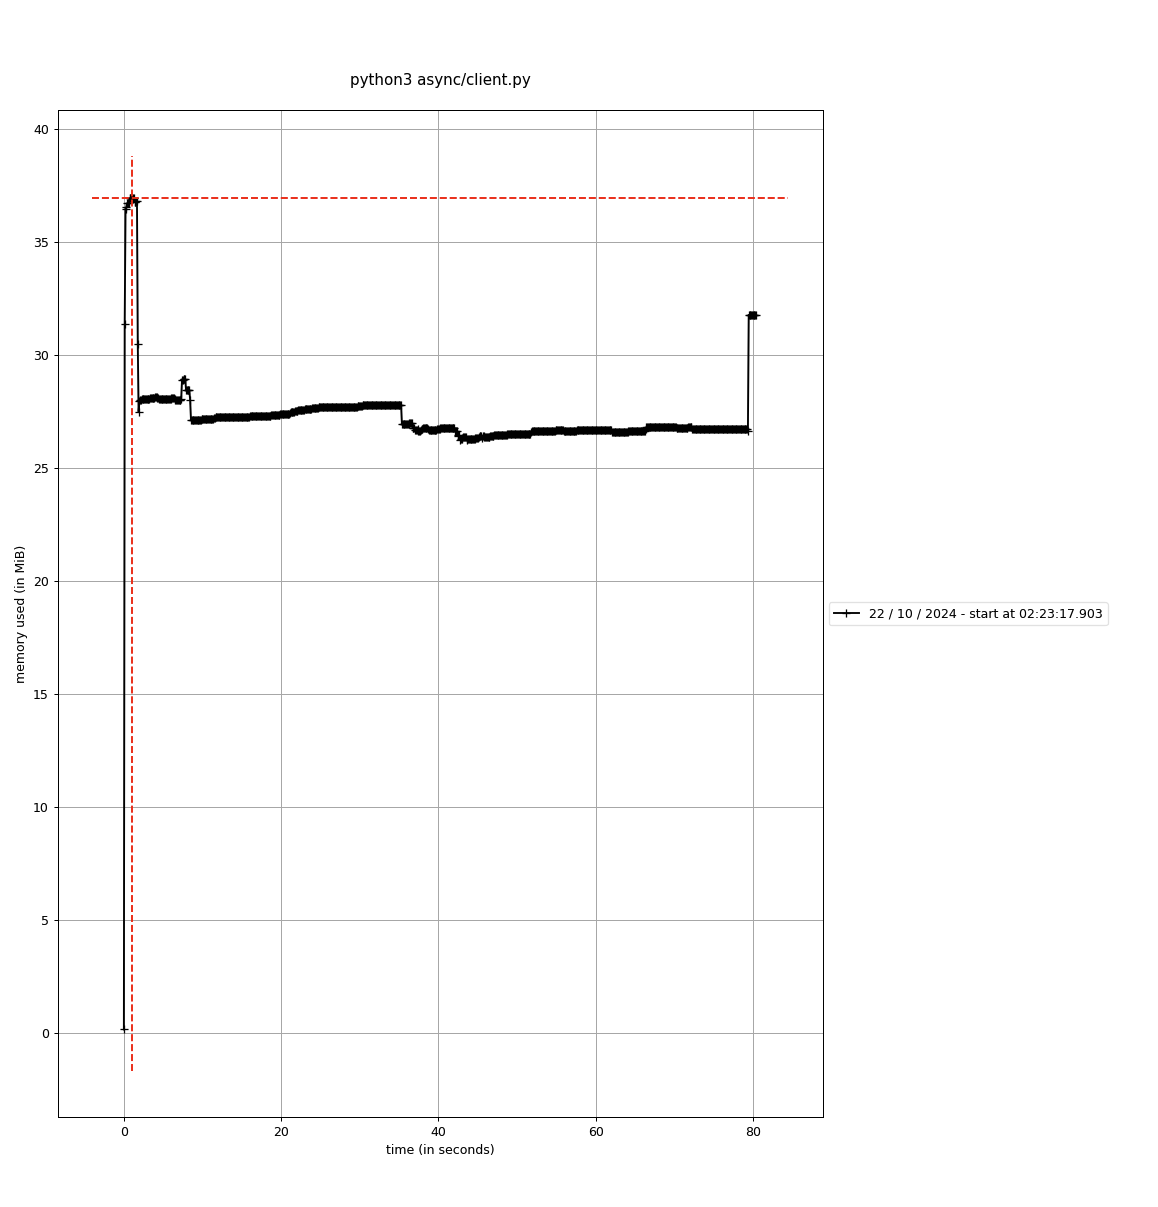 python3 async/client.py
40
35
30
25
20
15
10
5
0
memory used (in MiB)
0 20 40 60 80
time (in seconds)
22 / 10 / 2024 - start at 02:23:17.903